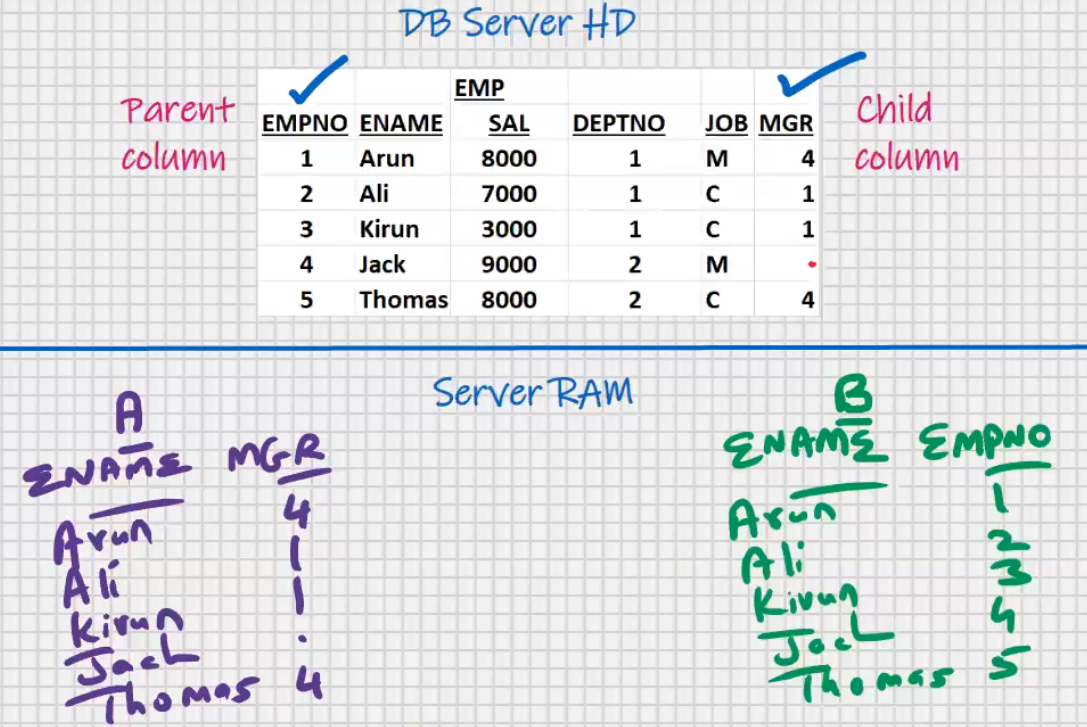 DB Server HD
EMP
Parent column
EMPNO ENAME SAL DEPTNO JOB MGR
Child column
1 Arun 8000 1 M 4
2 Ali 7000 1 C 1
3 Kirun 3000 1 C 1
4 Jack 9000 2 M .
5 Thomas 8000 2 C 4
Server RAM
A
ENAME MGR
Arun 4
Ali 1
Kirun 1
Jack .
Thomas 4
B
ENAME EMPNO
Arun 1
Ali 2
Kirun 3
Jack 4
Thomas 5